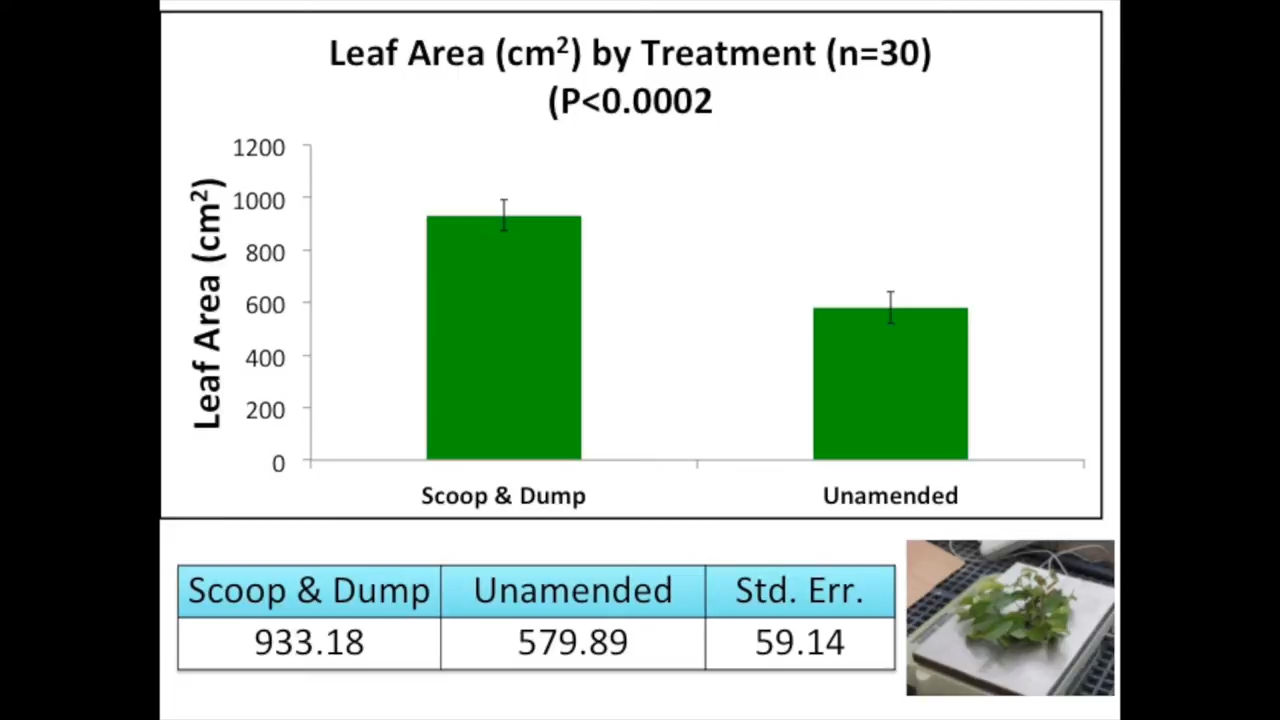 Leaf Area (cm²) by Treatment (n=30)
(P<0.0002
Leaf Area (cm²)
1200
1000
800
600
400
200
0
Scoop & Dump Unamended
Scoop & Dump Unamended Std. Err.
933.18 579.89 59.14